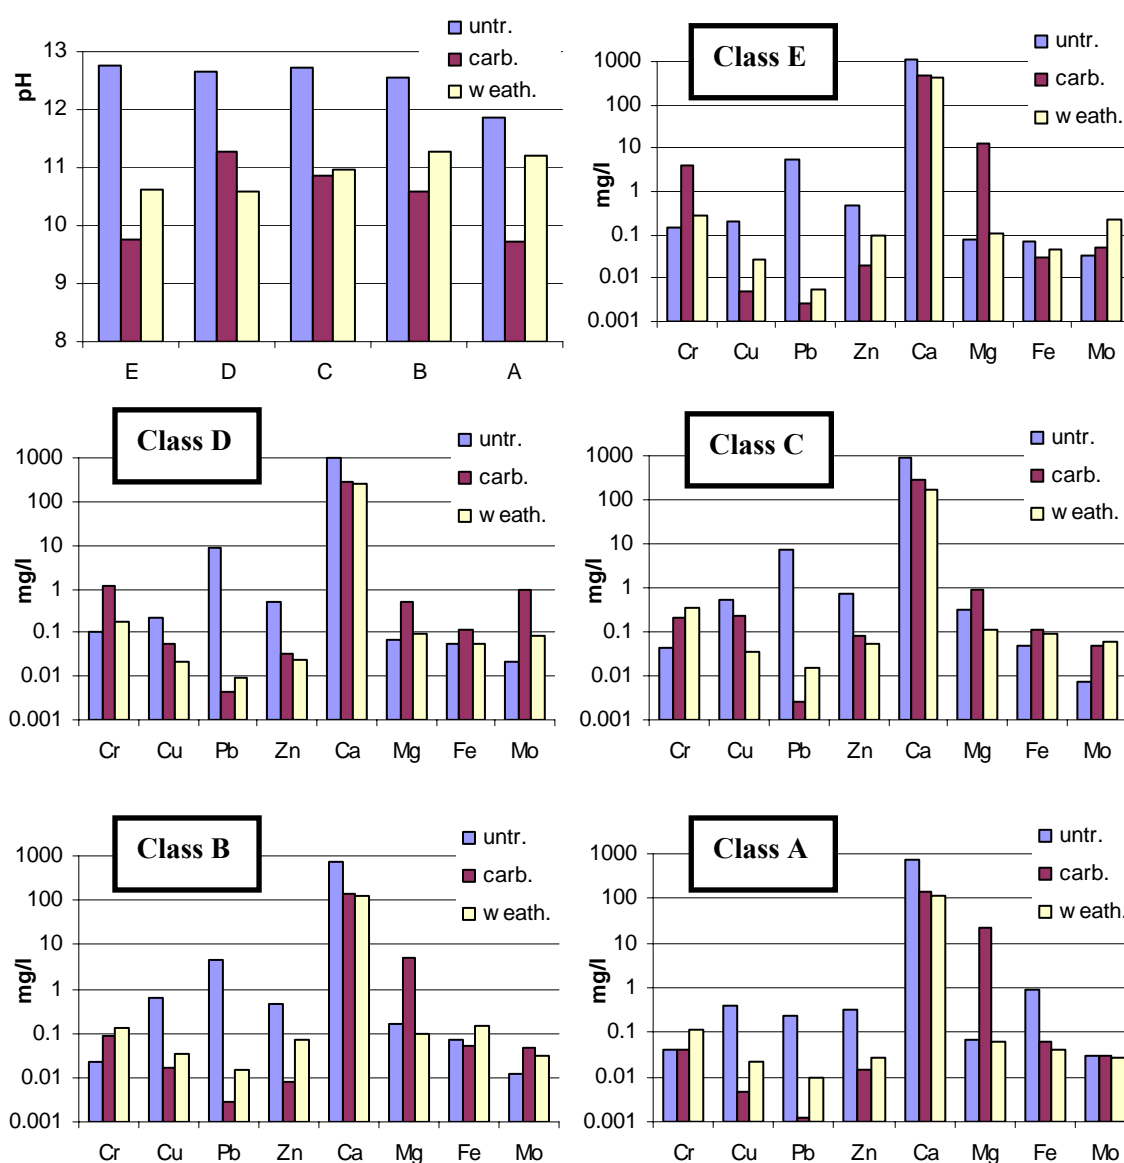 13
12
11
10
9
8
pH
E D C B A
untr.
carb.
weath.
Class E
1000
100
10
1
0.1
0.01
0.001
mg/l
Cr Cu Pb Zn Ca Mg Fe Mo
untr.
carb.
weath.
Class D
1000
100
10
1
0.1
0.01
0.001
mg/l
Cr Cu Pb Zn Ca Mg Fe Mo
untr.
carb.
weath.
Class C
1000
100
10
1
0.1
0.01
0.001
mg/l
Cr Cu Pb Zn Ca Mg Fe Mo
untr.
carb.
weath.
Class B
1000
100
10
1
0.1
0.01
0.001
mg/l
Cr Cu Pb Zn Ca Mg Fe Mo
untr.
carb.
weath.
Class A
1000
100
10
1
0.1
0.01
0.001
mg/l
Cr Cu Pb Zn Ca Mg Fe Mo
untr.
carb.
weath.